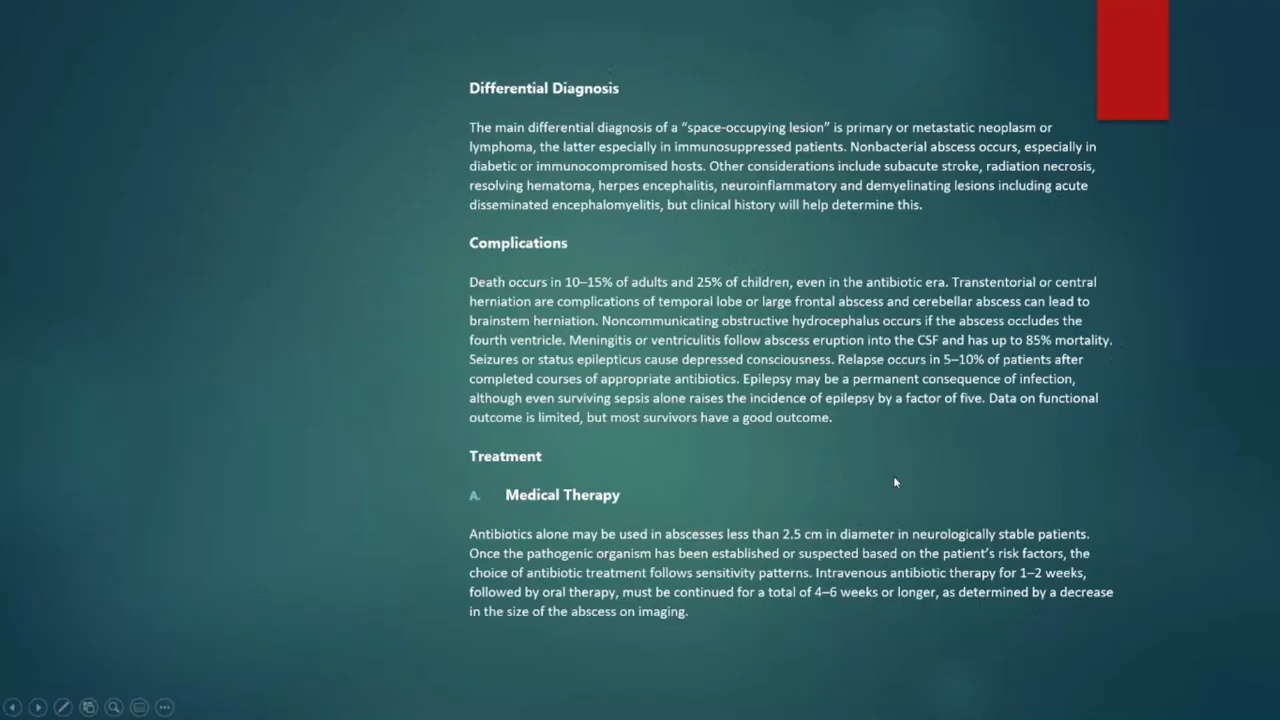 Differential Diagnosis
The main differential diagnosis of a “space-occupying lesion” is primary or metastatic neoplasm or
lymphoma, the latter especially in immunosuppressed patients. Nonbacterial abscess occurs, especially in
diabetic or immunocompromised hosts. Other considerations include subacute stroke, radiation necrosis,
resolving hematoma, herpes encephalitis, neuroinflammatory and demyelinating lesions including acute
disseminated encephalomyelitis, but clinical history will help determine this.
Complications
Death occurs in 10–15% of adults and 25% of children, even in the antibiotic era. Transtentorial or central
herniation are complications of temporal lobe or large frontal abscess and cerebellar abscess can lead to
brainstem herniation. Noncommunicating obstructive hydrocephalus occurs if the abscess occludes the
fourth ventricle. Meningitis or ventriculitis follow abscess eruption into the CSF and has up to 85% mortality.
Seizures or status epilepticus cause depressed consciousness. Relapse occurs in 5–10% of patients after
completed courses of appropriate antibiotics. Epilepsy may be a permanent consequence of infection,
although even surviving sepsis alone raises the incidence of epilepsy by a factor of five. Data on functional
outcome is limited, but most survivors have a good outcome.
Treatment
A. Medical Therapy
Antibiotics alone may be used in abscesses less than 2.5 cm in diameter in neurologically stable patients.
Once the pathogenic organism has been established or suspected based on the patient’s risk factors, the
choice of antibiotic treatment follows sensitivity patterns. Intravenous antibiotic therapy for 1–2 weeks,
followed by oral therapy, must be continued for a total of 4–6 weeks or longer, as determined by a decrease
in the size of the abscess on imaging.